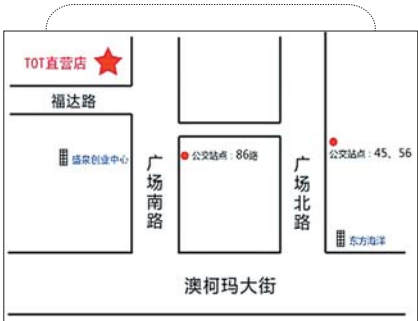 TOT直营店
福达路
盛泉创业中心
广场南路
公交站点：86路
广场北路
公交站点：45、56
东方海洋
澳柯玛大街